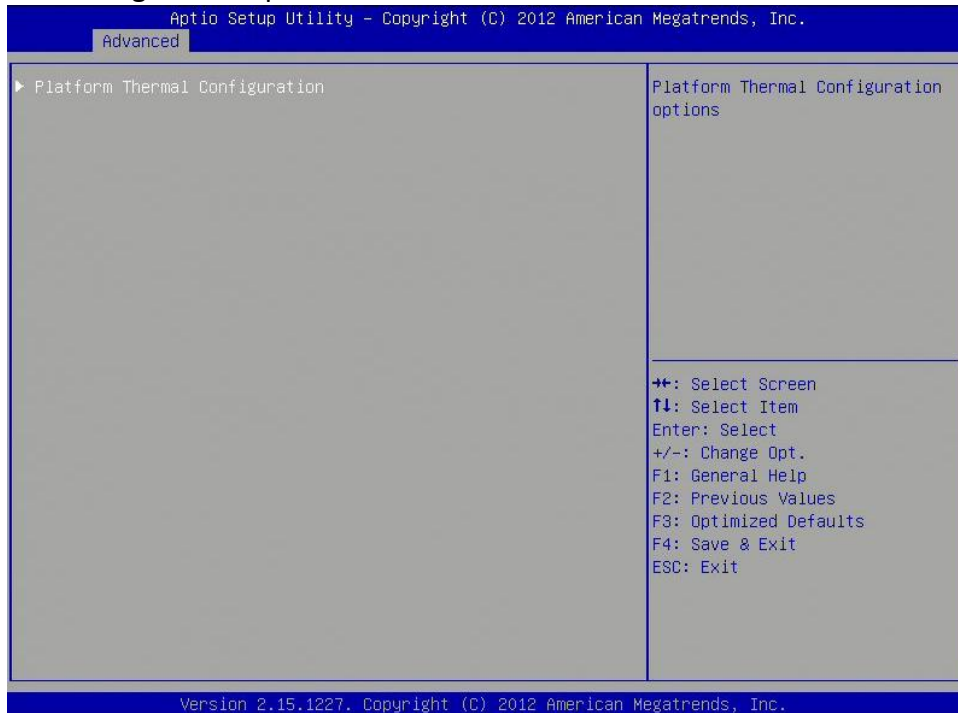 Aptio Setup Utility – Copyright (C) 2012 American Megatrends, Inc.
Advanced
▶ Platform Thermal Configuration
Platform Thermal Configuration
options
→←: Select Screen
↑↓: Select Item
Enter: Select
+/-: Change Opt.
F1: General Help
F2: Previous Values
F3: Optimized Defaults
F4: Save & Exit
ESC: Exit
Version 2.15.1227. Copyright (C) 2012 American Megatrends, Inc.